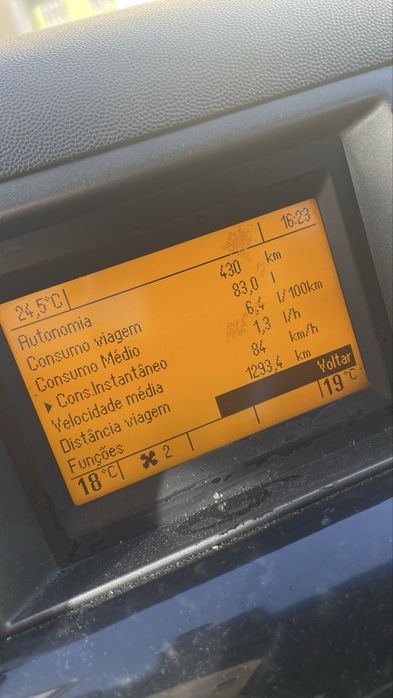 24,5°C 16:23
Autonomia 430 km
Consumo viagem 83,0 l
Consumo Médio 6,4 l/100km
Cons.Instantâneo 1,3 l/h
Velocidade média 84 km/h
Distância viagem 1293,4 km
Funções Voltar
18°C 2 19°C